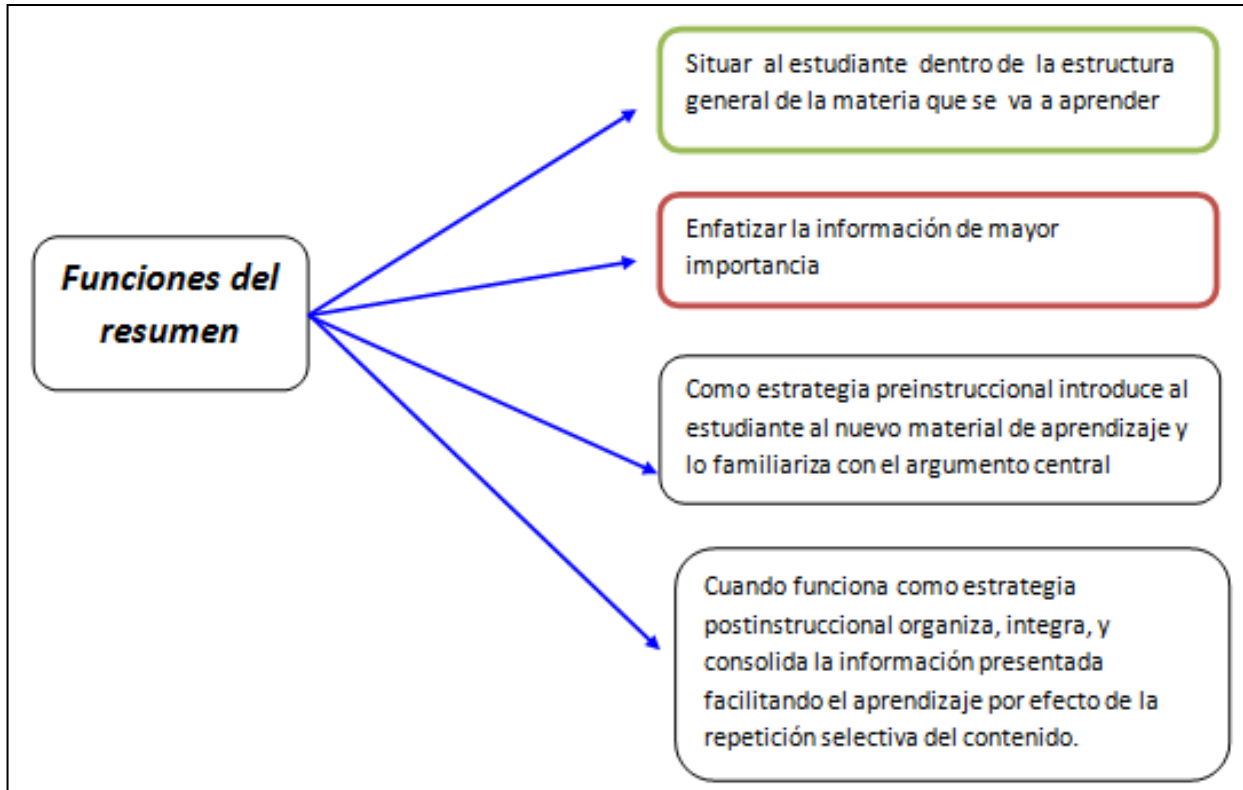 Funciones del
resumen
Situar al estudiante dentro de la estructura
general de la materia que se va a aprender
Enfatizar la información de mayor
importancia
Como estrategia preinstruccional introduce al
estudiante al nuevo material de aprendizaje y
lo familiariza con el argumento central
Cuando funciona como estrategia
postinstruccional organiza, integra, y
consolida la información presentada
facilitando el aprendizaje por efecto de la
repetición selectiva del contenido.